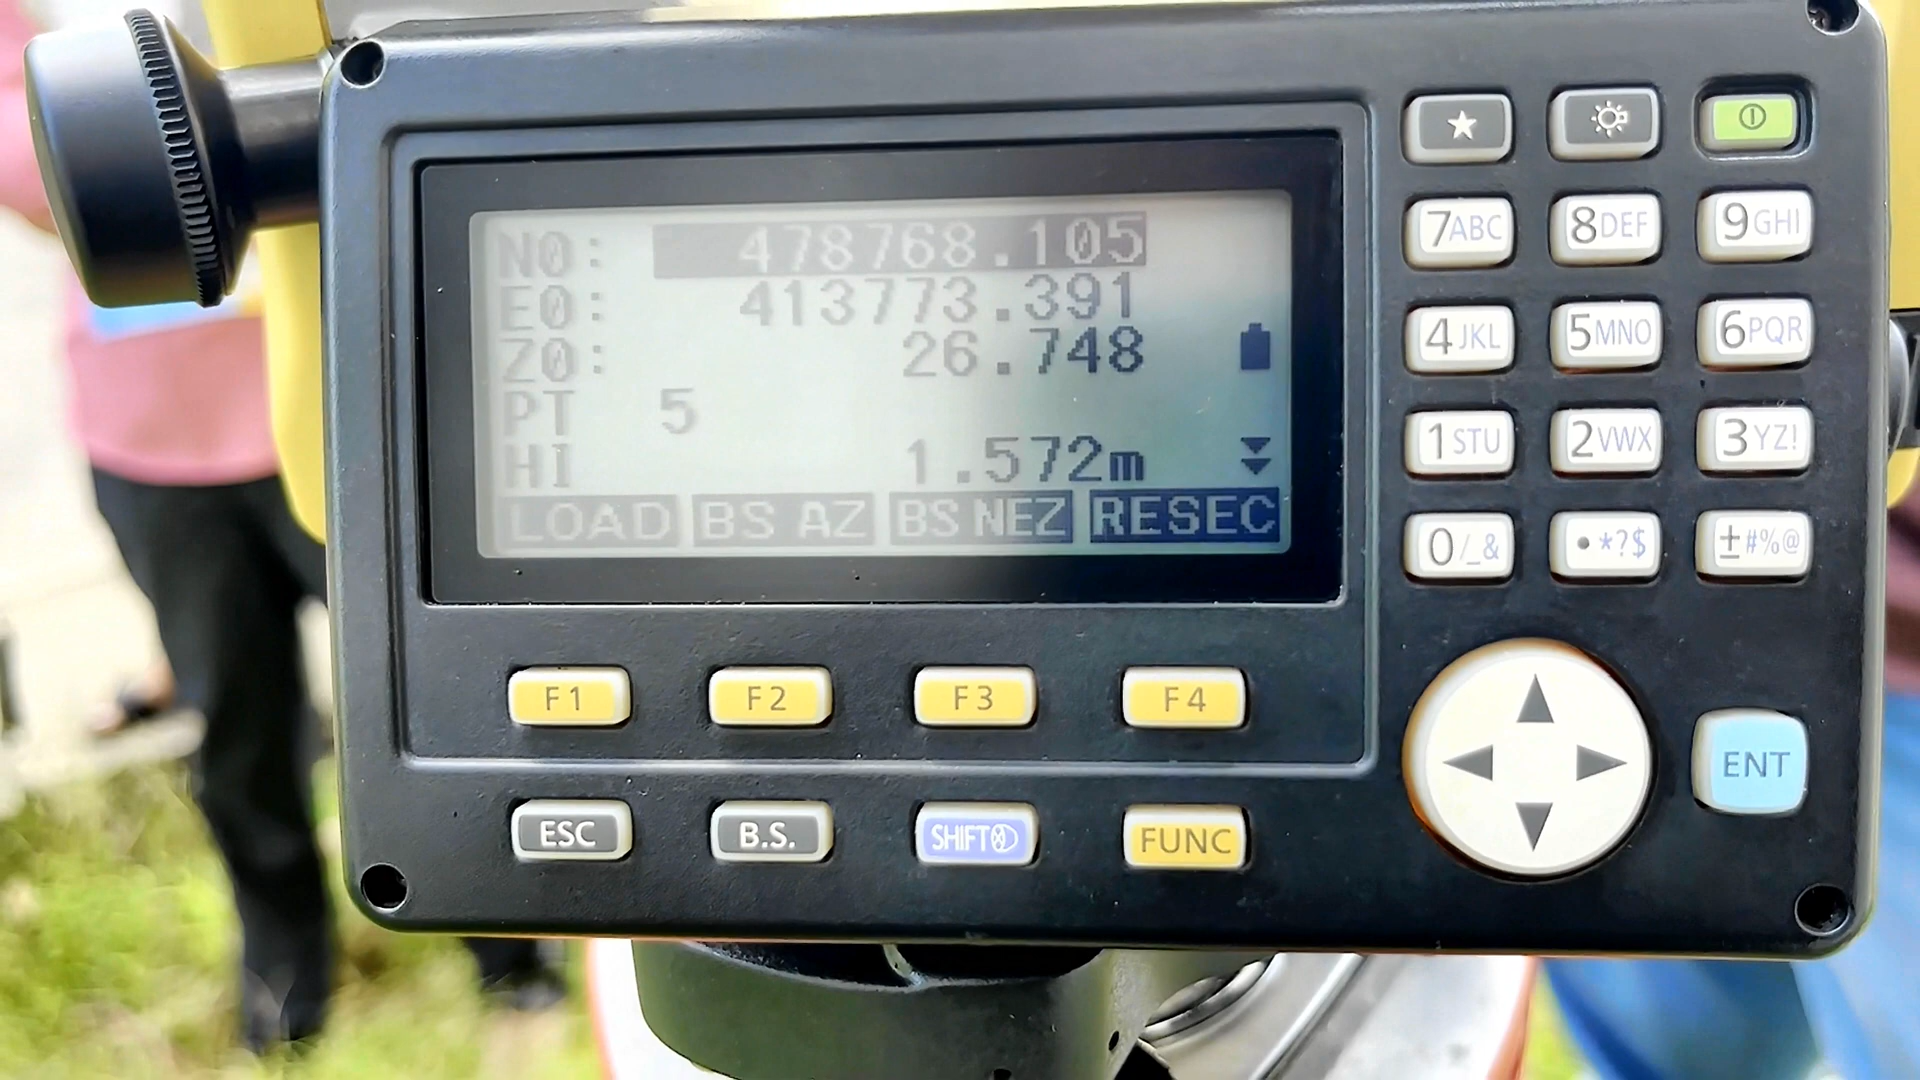 N0: 478768.105
E0: 413773.391
Z0: 26.748
PT 5
HI 1.572m
LOAD BS AZ BS NEZ RESEC
★
7ABC 8DEF 9GHI
4JKL 5MNO 6PQR
1STU 2VWX 3YZ!
0/_& •*?$ ±#%@
F1 F2 F3 F4
ESC B.S. SHIFT FUNC
ENT